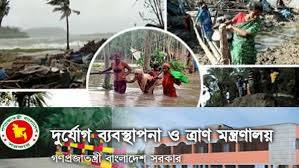 দুর্যোগ ব্যবস্থাপনা ও ত্রাণ মন্ত্রণালয়
গণপ্রজাতন্ত্রী বাংলাদেশ সরকার